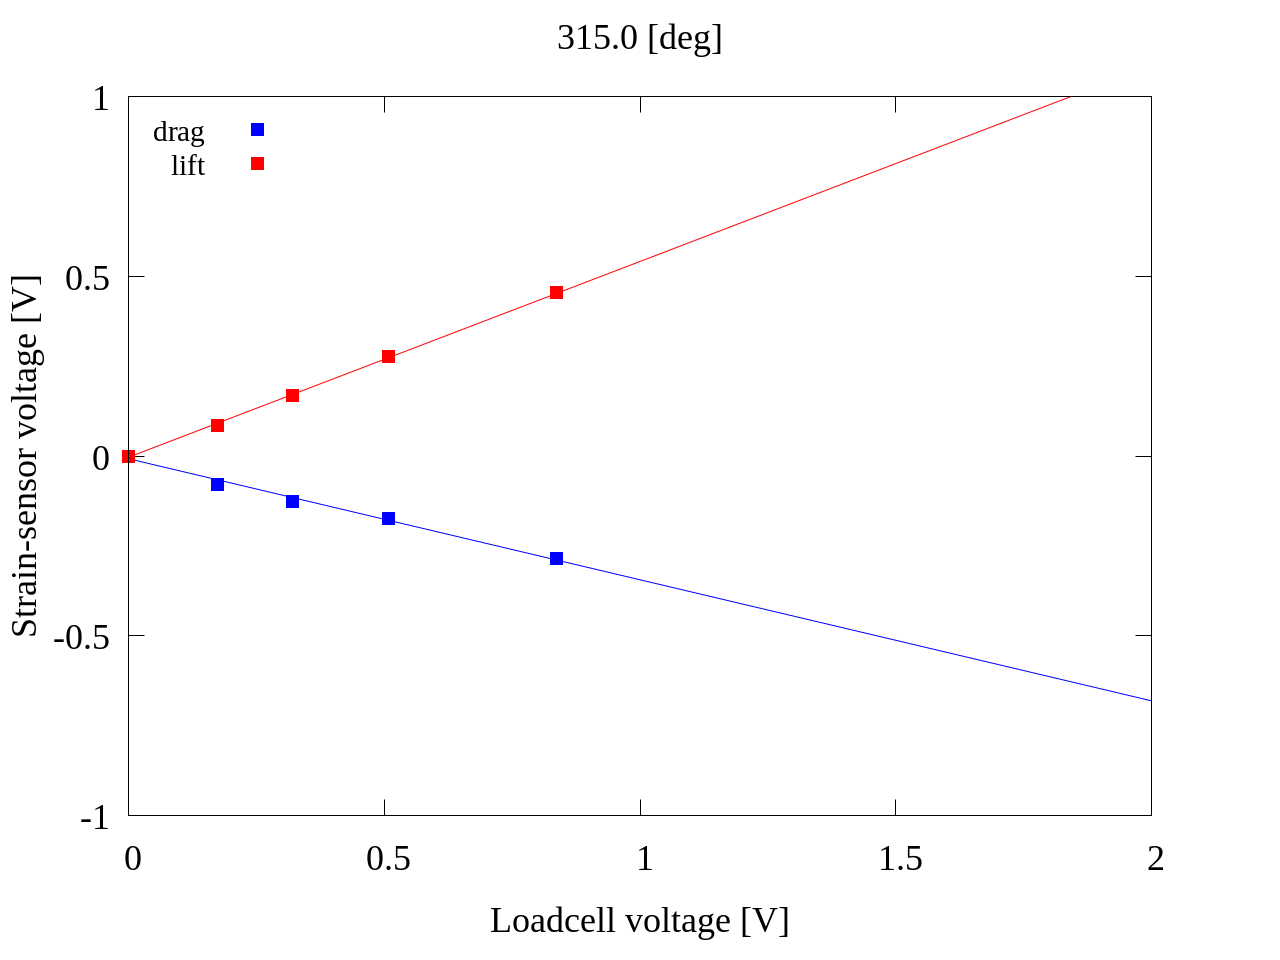 315.0 [deg]
drag
lift
1
0.5
0
-0.5
-1
Strain-sensor voltage [V]
0 0.5 1 1.5 2
Loadcell voltage [V]